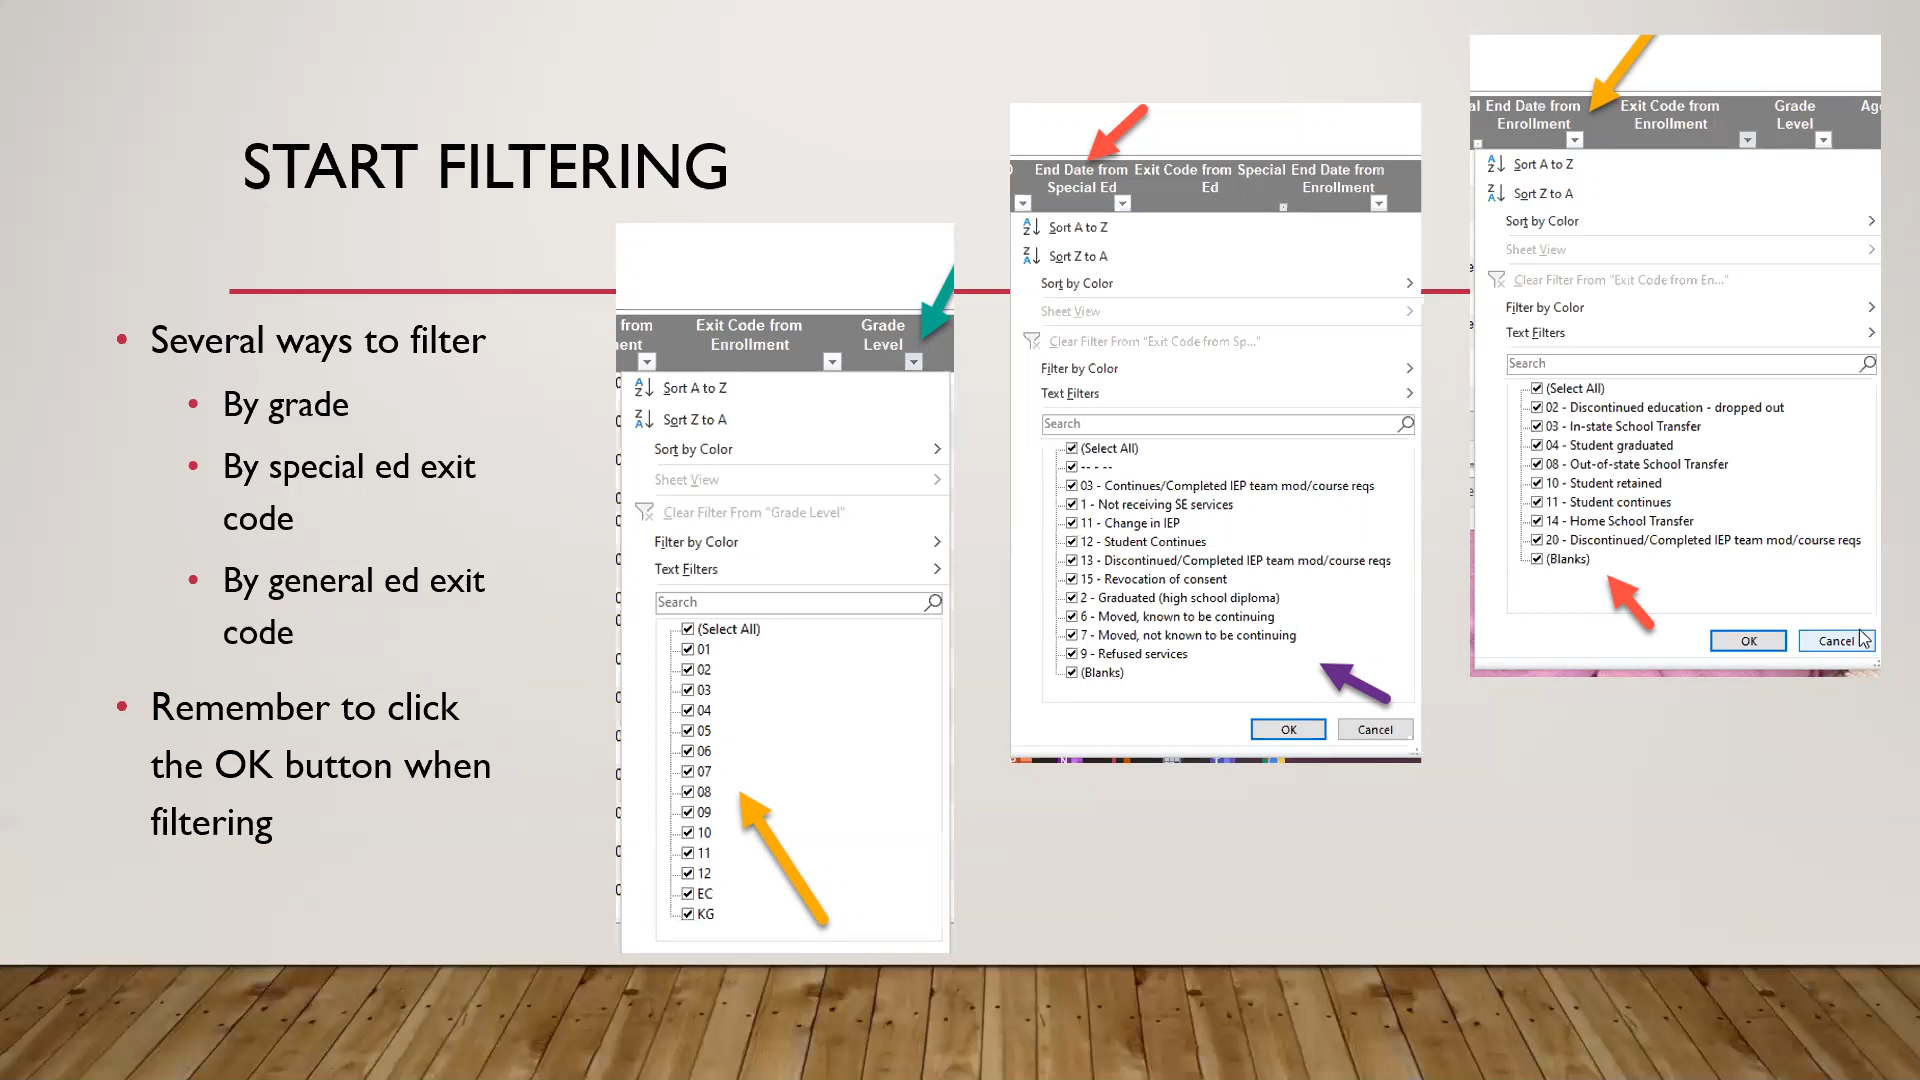 START FILTERING
• Several ways to filter
• By grade
• By special ed exit
code
• By general ed exit
code
• Remember to click
the OK button when
filtering
from
Exit Code from
Enrollment
Grade
Level
Sort A to Z
Sort Z to A
Sort by Color
Sheet View
Clear Filter From "Grade Level"
Filter by Color
Text Filters
Search
(Select All)
01
02
03
04
05
06
07
08
09
10
11
12
EC
KG
End Date from Exit Code from Special End Date from
Special Ed Ed Enrollment
Sort A to Z
Sort Z to A
Sort by Color
Sheet View
Clear Filter From "Exit Code from Sp..."
Filter by Color
Text Filters
Search
(Select All)
-- - --
03 - Continues/Completed IEP team mod/course reqs
1 - Not receiving SE services
11 - Change in IEP
12 - Student Continues
13 - Discontinued/Completed IEP team mod/course reqs
15 - Revocation of consent
2 - Graduated (high school diploma)
6 - Moved, known to be continuing
7 - Moved, not known to be continuing
9 - Refused services
(Blanks)
OK Cancel
al End Date from Exit Code from Grade Ag
Enrollment Enrollment Level
Sort A to Z
Sort Z to A
Sort by Color
Sheet View
Clear Filter From "Exit Code from En..."
Filter by Color
Text Filters
Search
(Select All)
02 - Discontinued education - dropped out
03 - In-state School Transfer
04 - Student graduated
08 - Out-of-state School Transfer
10 - Student retained
11 - Student continues
14 - Home School Transfer
20 - Discontinued/Completed IEP team mod/course reqs
(Blanks)
OK Cancel